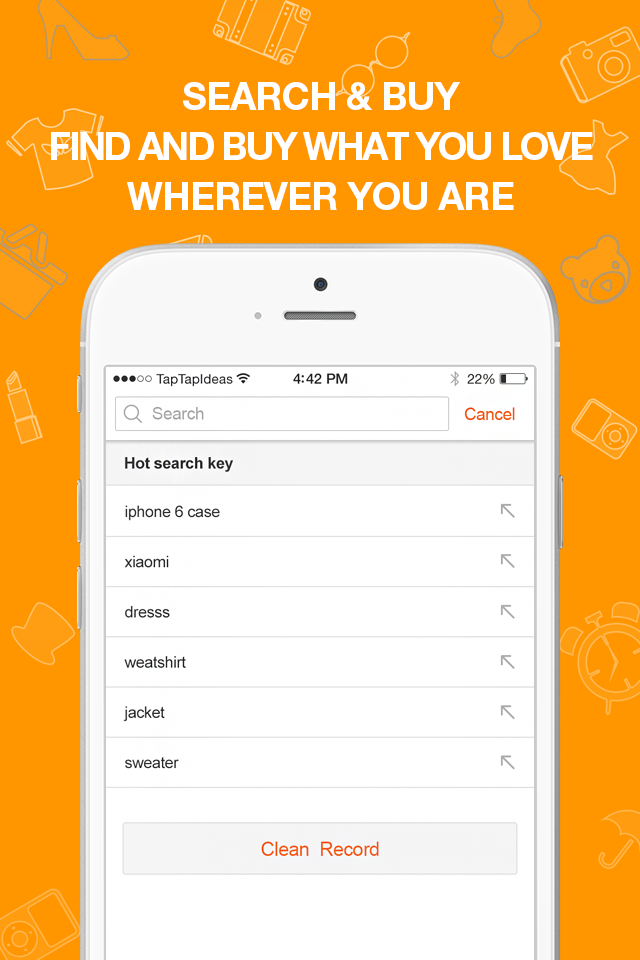 SEARCH & BUY
FIND AND BUY WHAT YOU LOVE
WHEREVER YOU ARE
TapTapIdeas 4:42 PM 22%
Search Cancel
Hot search key
iphone 6 case
xiaomi
dresss
weatshirt
jacket
sweater
Clean Record